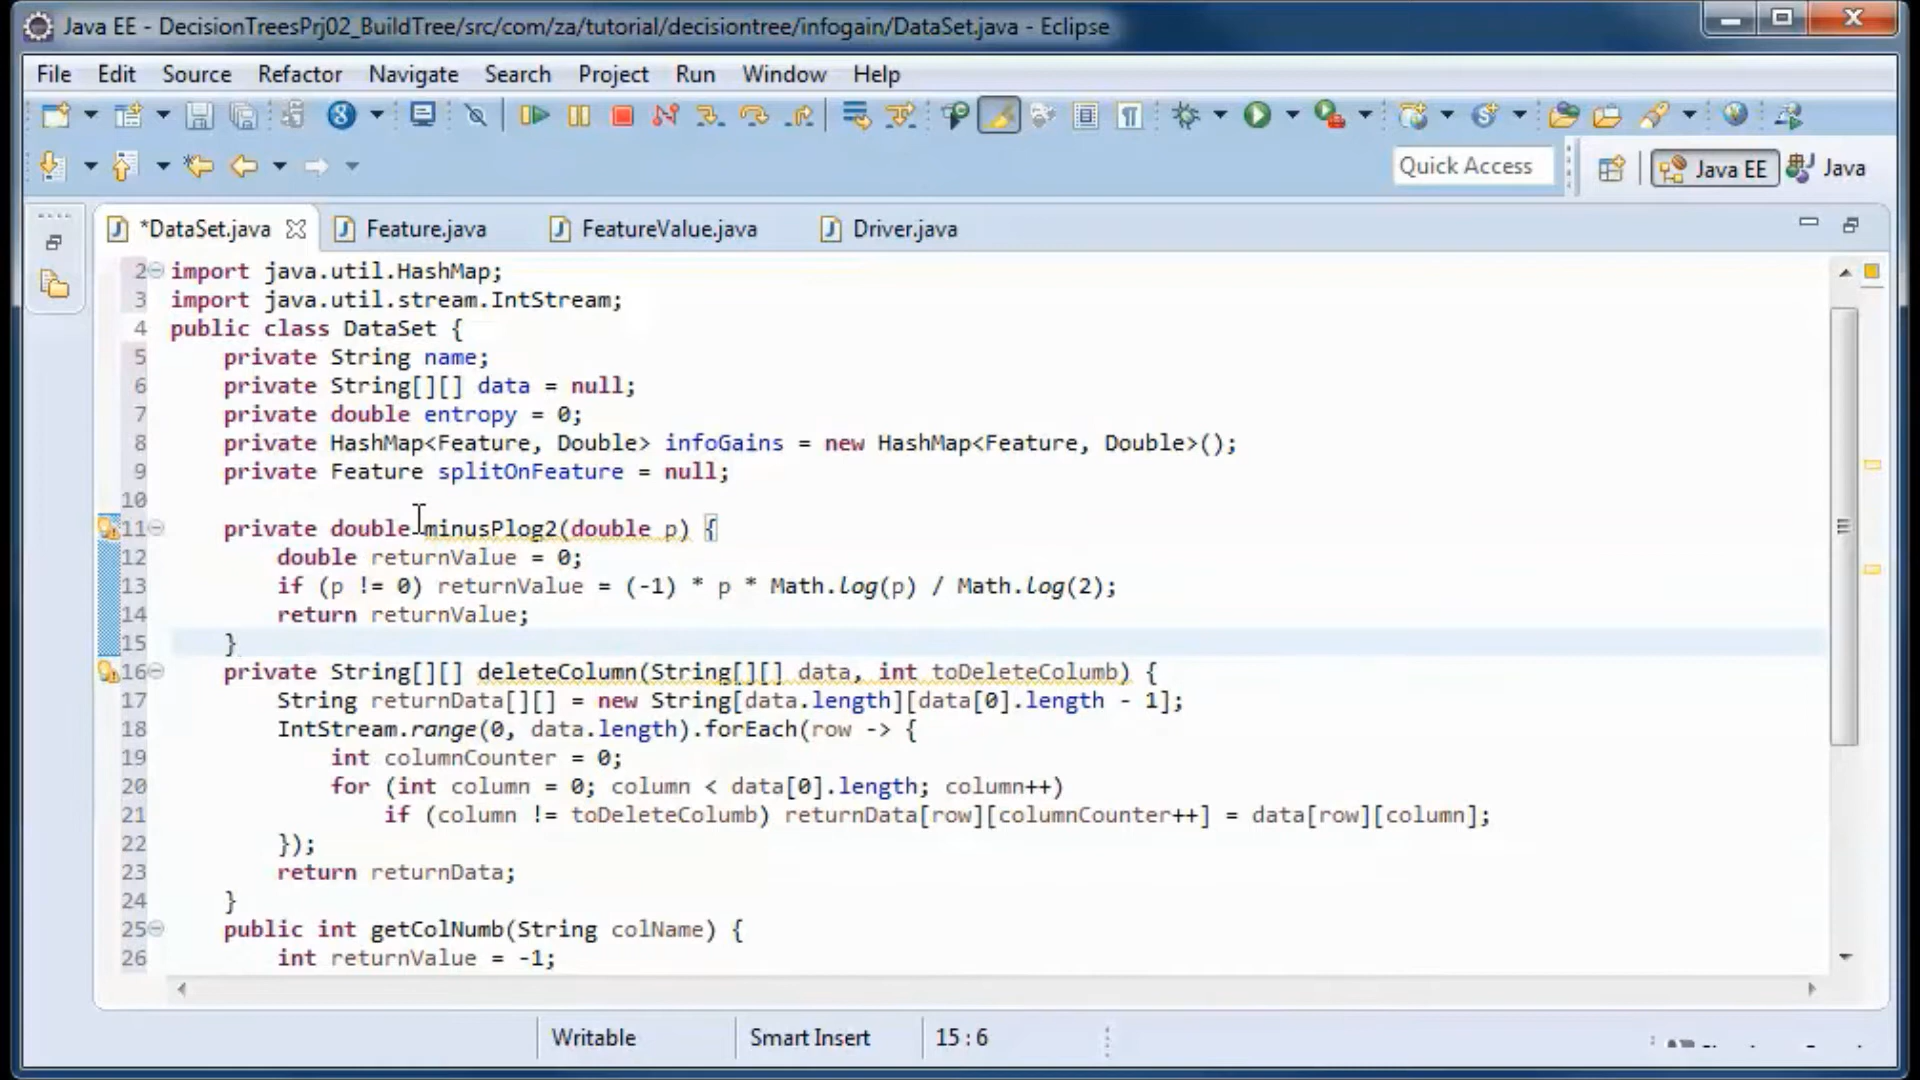 Java EE - DecisionTreesPrj02_BuildTree/src/com/za/tutorial/decisiontree/infogain/DataSet.java - Eclipse
File Edit Source Refactor Navigate Search Project Run Window Help
Quick Access Java EE Java
*DataSet.java Feature.java FeatureValue.java Driver.java
2 import java.util.HashMap;
3 import java.util.stream.IntStream;
4 public class DataSet {
5 private String name;
6 private String[][] data = null;
7 private double entropy = 0;
8 private HashMap<Feature, Double> infoGains = new HashMap<Feature, Double>();
9 private Feature splitOnFeature = null;
10
11 private double minusPlog2(double p) {
12 double returnValue = 0;
13 if (p != 0) returnValue = (-1) * p * Math.log(p) / Math.log(2);
14 return returnValue;
15 }
16 private String[][] deleteColumn(String[][] data, int toDeleteColumb) {
17 String returnData[][] = new String[data.length][data[0].length - 1];
18 IntStream.range(0, data.length).forEach(row -> {
19 int columnCounter = 0;
20 for (int column = 0; column < data[0].length; column++)
21 if (column != toDeleteColumb) returnData[row][columnCounter++] = data[row][column];
22 });
23 return returnData;
24 }
25 public int getColNumb(String colName) {
26 int returnValue = -1;
Writable Smart Insert 15 : 6